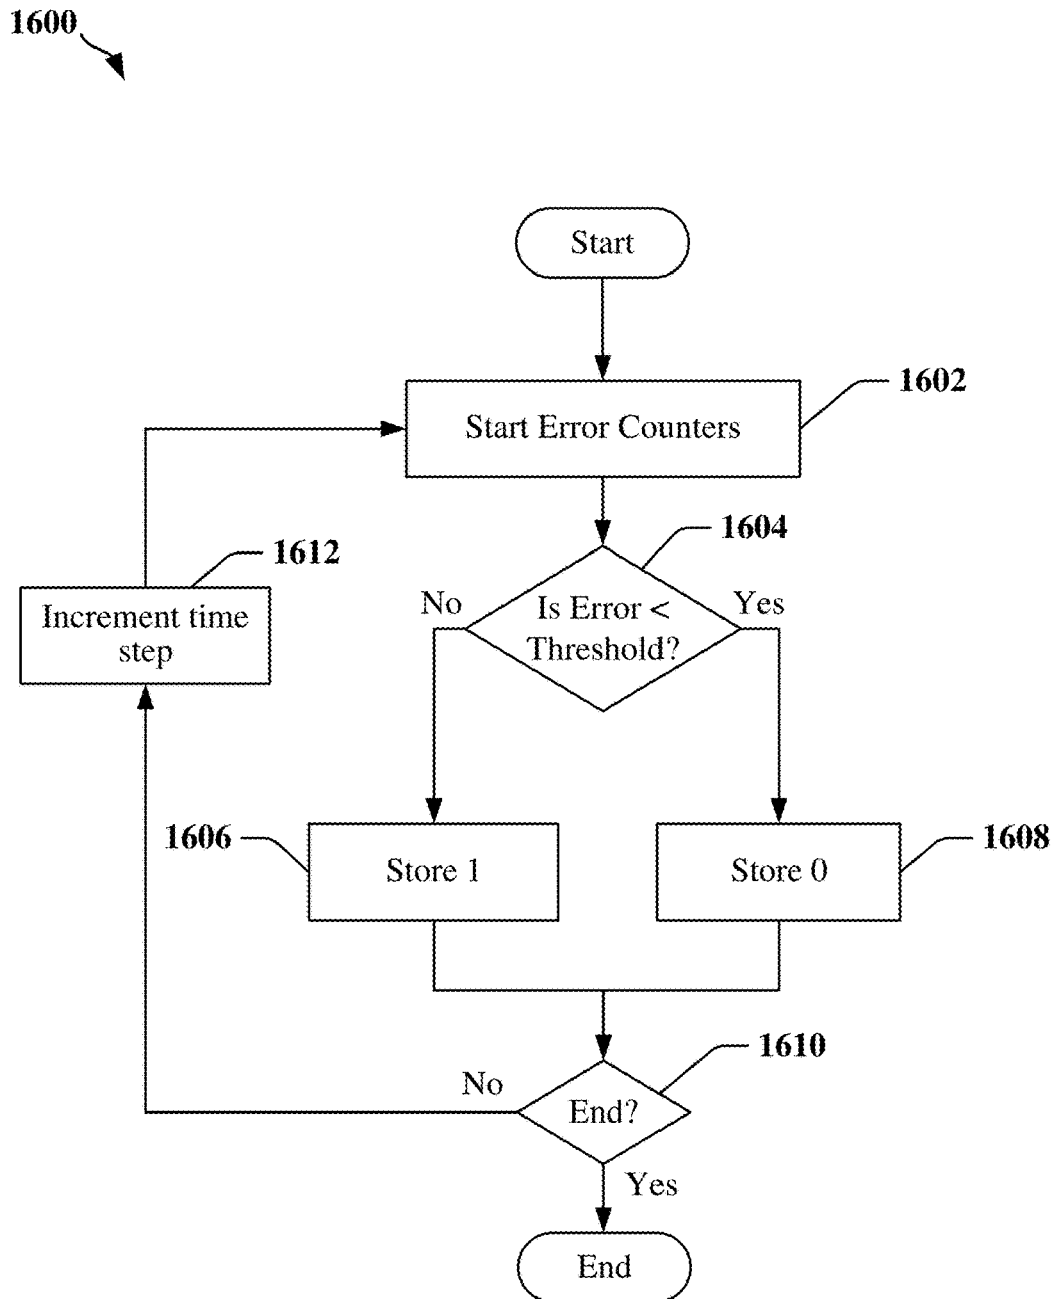 1600
Start
1602
Start Error Counters
1604
1612
No
Is Error <
Yes
Threshold?
Increment time
step
1606
Store 1
Store 0
1608
1610
No
End?
Yes
End